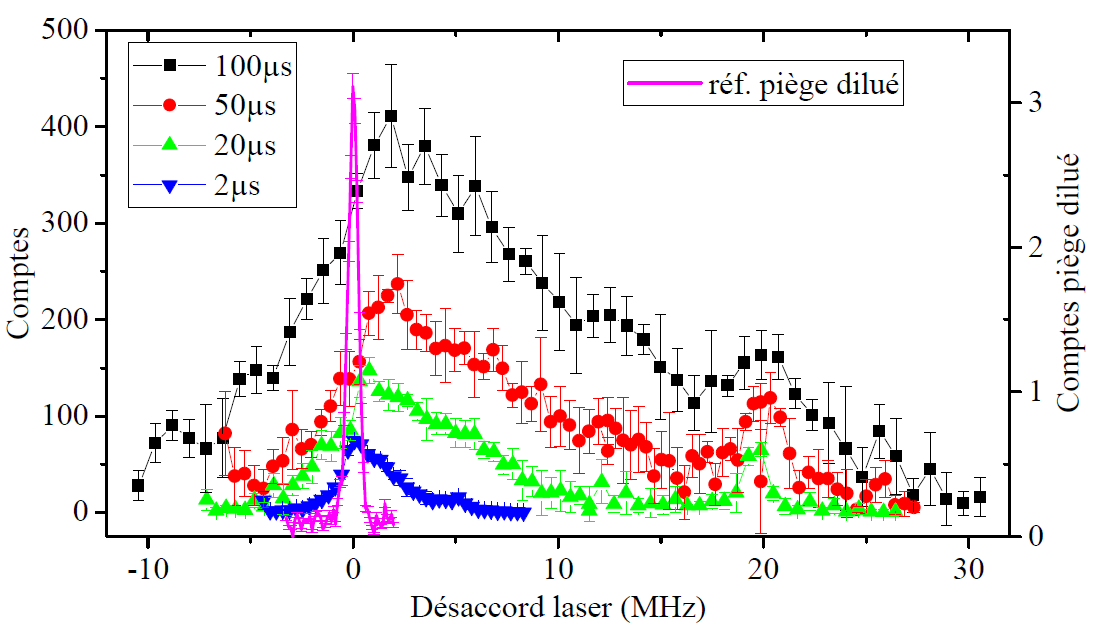 500
400
300
200
100
0
Comptes
100µs
50µs
20µs
2µs
réf. piège dilué
3
2
1
0
Comptes piège dilué
-10
0
10
20
30
Désaccord laser (MHz)